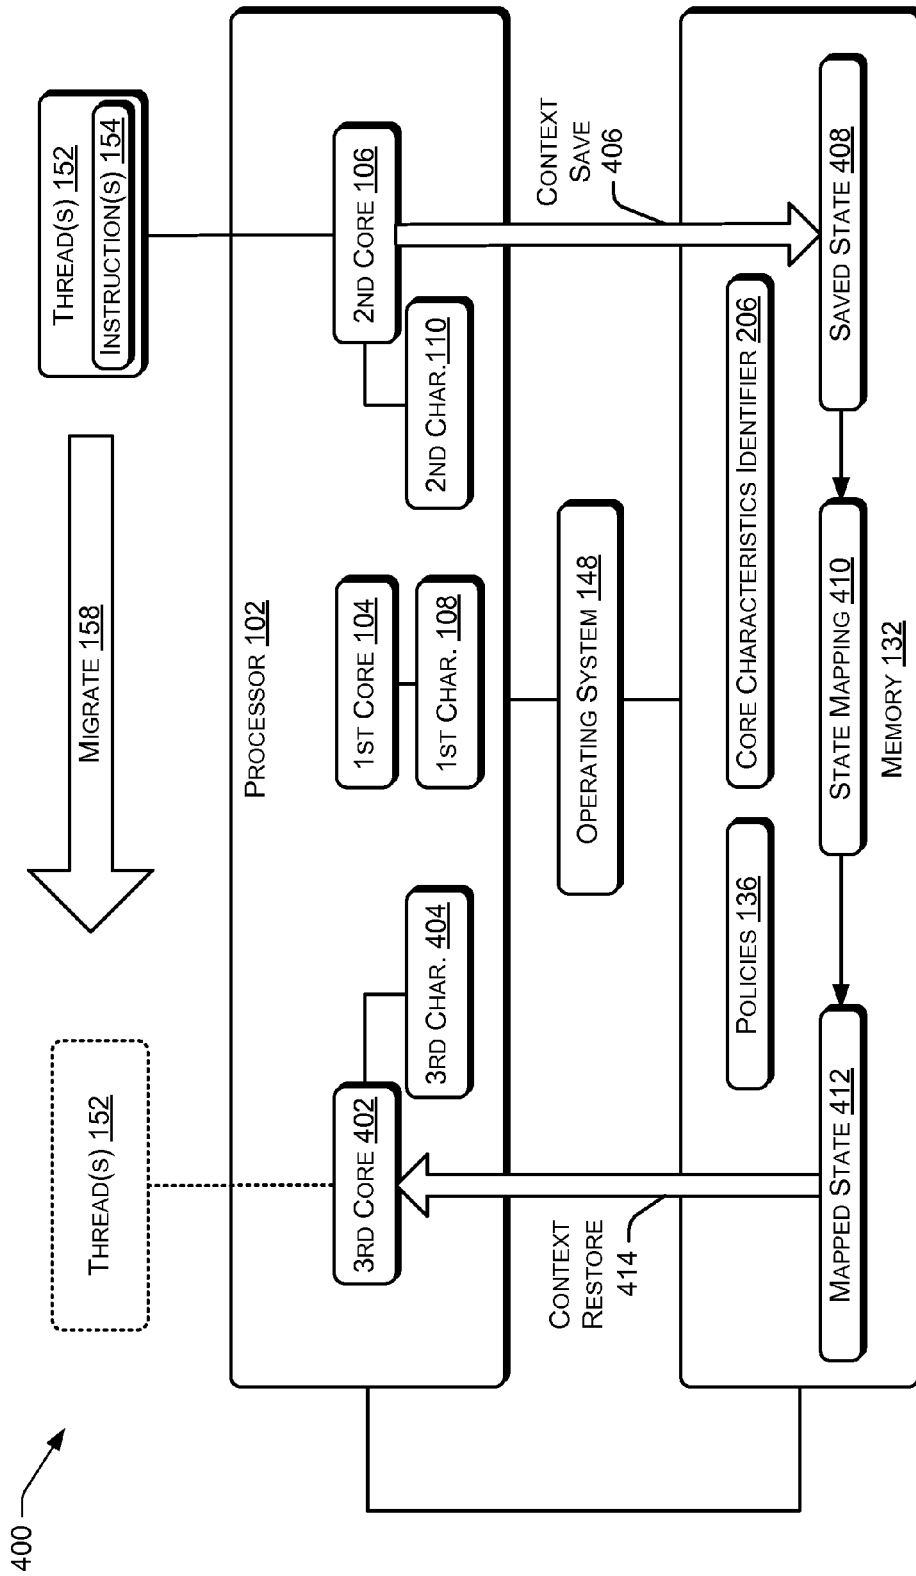 400
THREAD(S) 152
MIGRATE 158
THREAD(S) 152
INSTRUCTION(S) 154
PROCESSOR 102
3RD CORE 402
3RD CHAR. 404
1ST CORE 104
1ST CHAR. 108
2ND CORE 106
2ND CHAR.110
CONTEXT
RESTORE
414
OPERATING SYSTEM 148
CONTEXT
SAVE
406
POLICIES 136
CORE CHARACTERISTICS IDENTIFIER 206
MAPPED STATE 412
STATE MAPPING 410
SAVED STATE 408
MEMORY 132